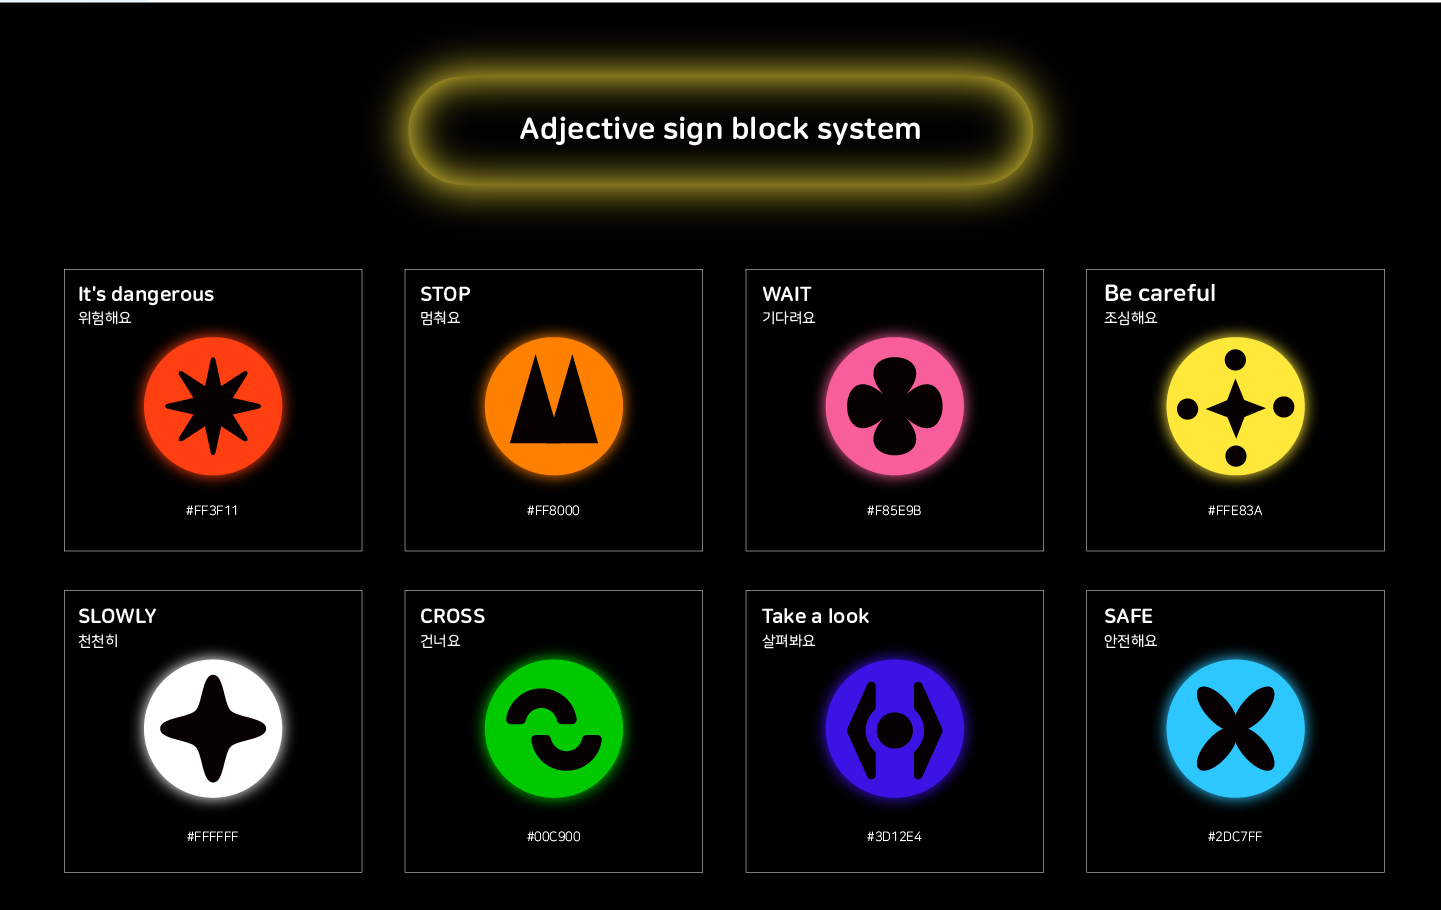 Adjective sign block system
It's dangerous
위험해요
#FF3F11
STOP
멈춰요
#FF8000
WAIT
기다려요
#F85E9B
Be careful
조심해요
#FFE83A
SLOWLY
천천히
#FFFFFF
CROSS
건너요
#00C900
Take a look
살펴봐요
#3D12E4
SAFE
안전해요
#2DC7FF